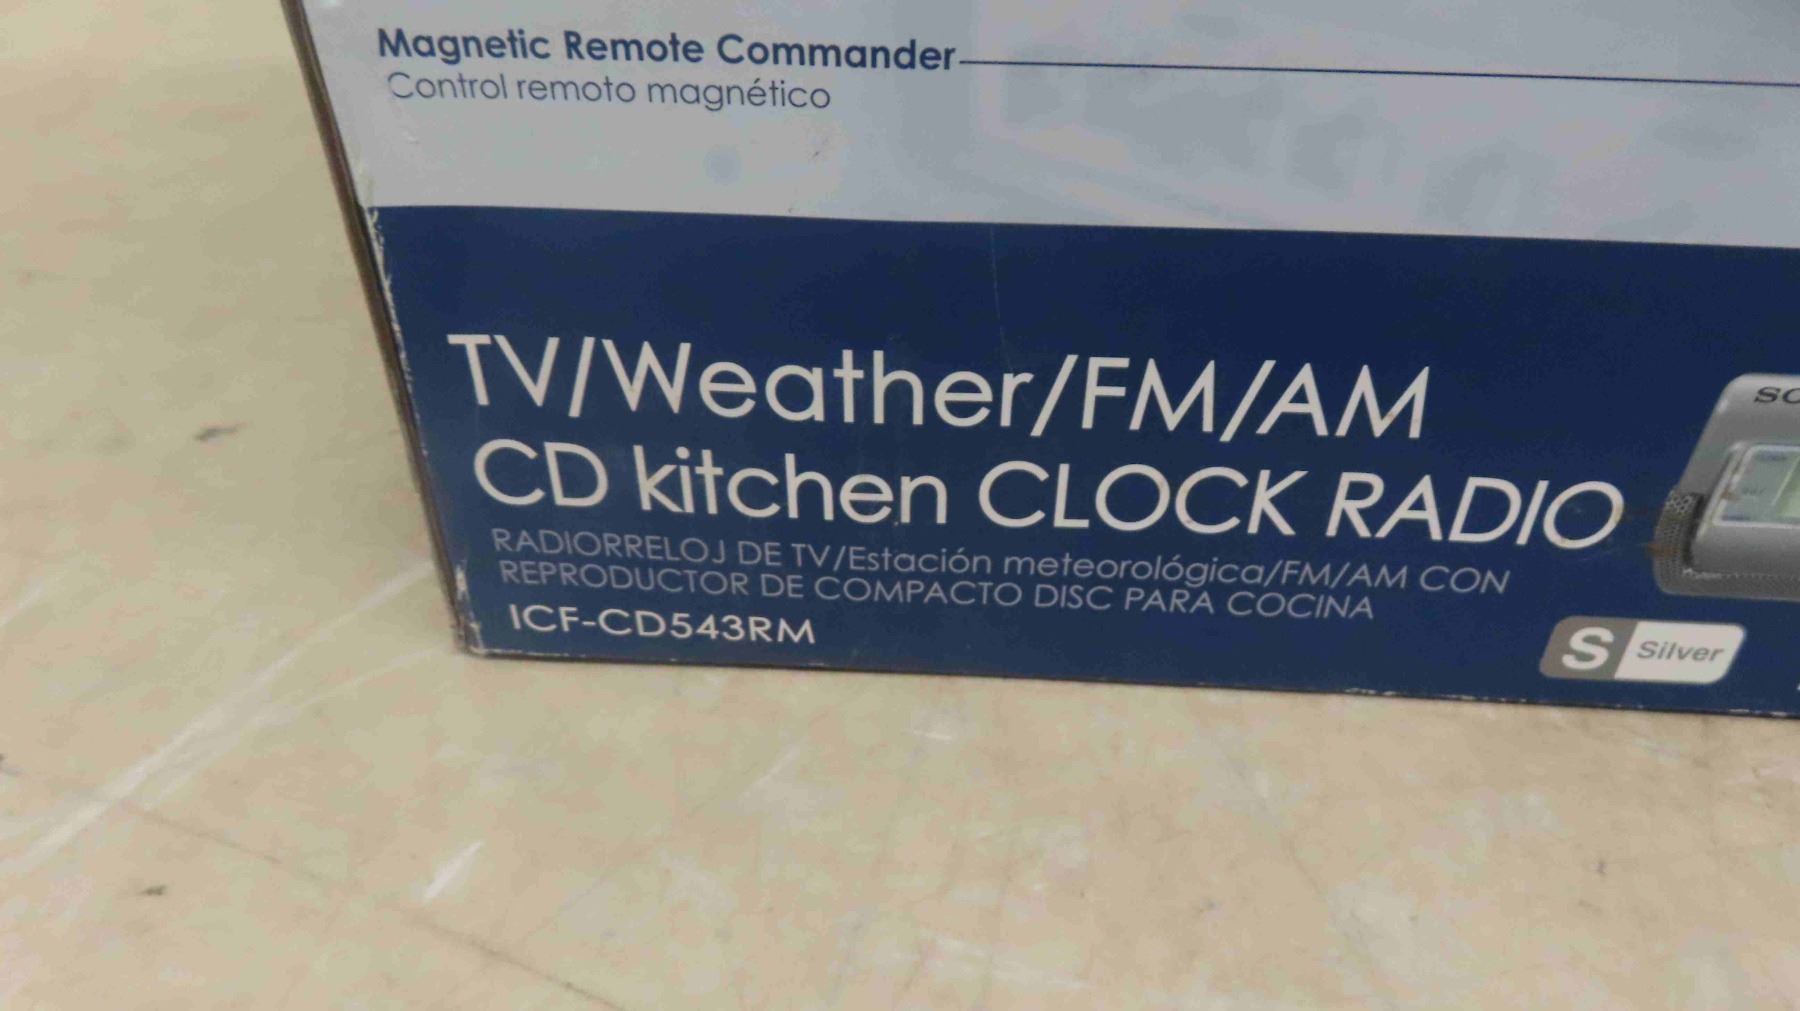 Magnetic Remote Commander
Control remoto magnético
TV/Weather/FM/AM
CD kitchen CLOCK RADIO
RADIORRELOJ DE TV/Estación meteorológica/FM/AM CON
REPRODUCTOR DE COMPACTO DISC PARA COCINA
ICF-CD543RM
S Silver